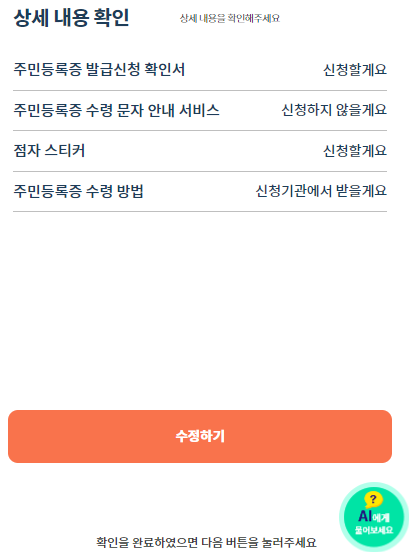 상세 내용 확인
상세 내용을 확인해주세요
주민등록증 발급신청 확인서 신청할게요
주민등록증 수령 문자 안내 서비스 신청하지 않을게요
점자 스티커 신청할게요
주민등록증 수령 방법 신청기관에서 받을게요
수정하기
?
AI에게
물어보세요
확인을 완료하였으면 다음 버튼을 눌러주세요